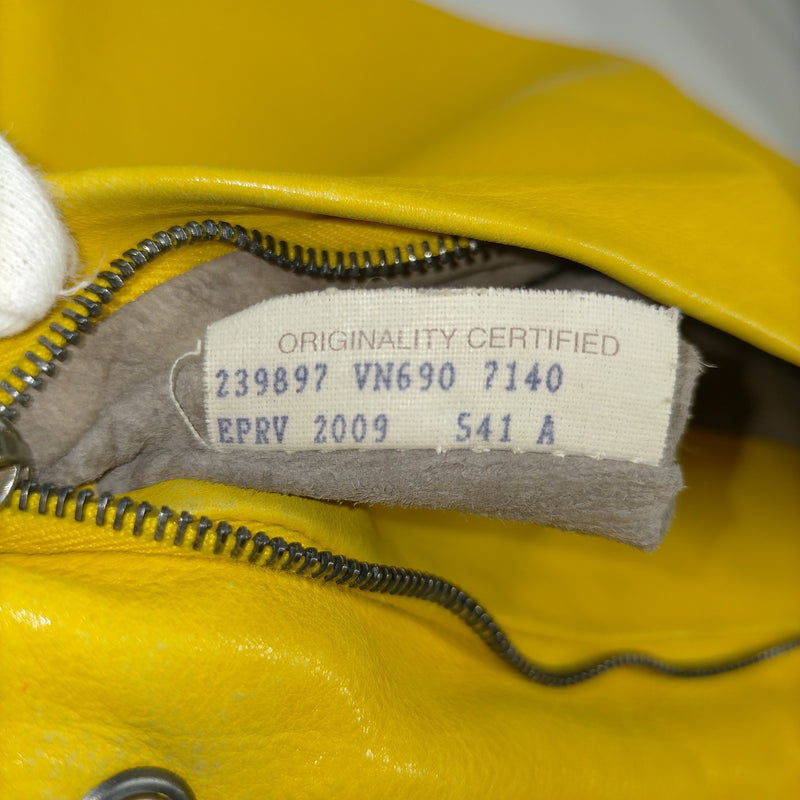 ORIGINALITY CERTIFIED
239897 VN690 7140
EPRV 2009 541 A